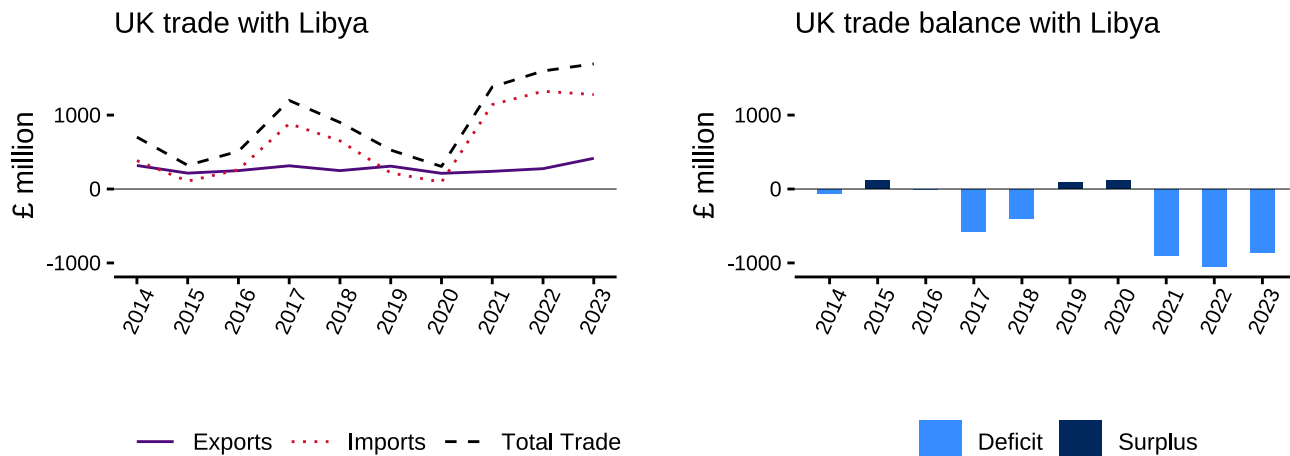 UK trade with Libya
£ million
1000
0
-1000
2014 2015 2016 2017 2018 2019 2020 2021 2022 2023
Exports Imports Total Trade
UK trade balance with Libya
£ million
1000
0
-1000
2014 2015 2016 2017 2018 2019 2020 2021 2022 2023
Deficit Surplus